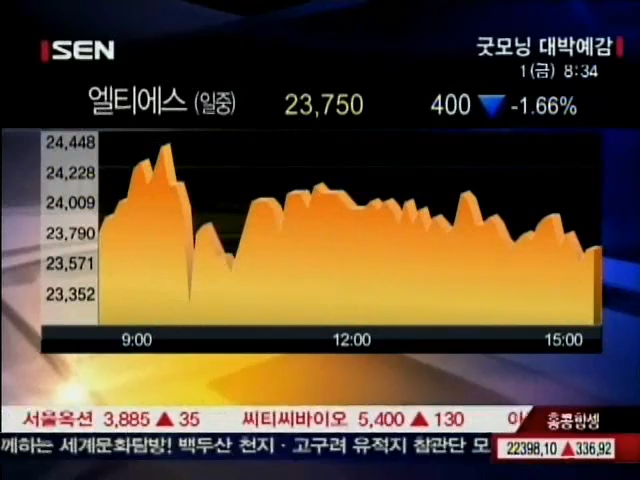 SEN
굿모닝 대박예감
1(금) 8:34
엘티에스 (일중) 23,750 400 ▼ -1.66%
24,448
24,228
24,009
23,790
23,571
23,352
9:00 12:00 15:00
서울옥션 3,885 ▲ 35 씨티씨바이오 5,400 ▲ 130
홍콩항셍
께하는 세계문화탐방! 백두산 천지 · 고구려 유적지 참관단 모
22398,10 ▲ 336,92